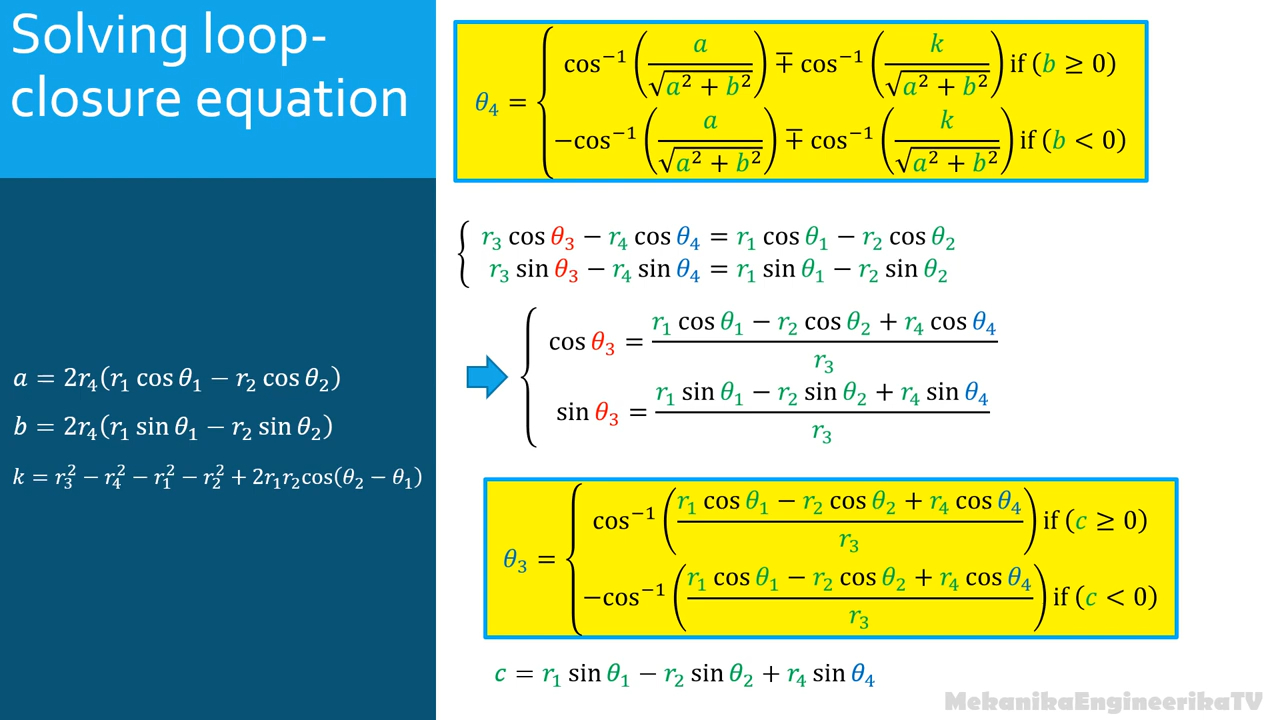 Solving loop-
closure equation
θ₄ = { cos⁻¹(a / √(a² + b²)) ∓ cos⁻¹(k / √(a² + b²)) if (b ≥ 0)
−cos⁻¹(a / √(a² + b²)) ∓ cos⁻¹(k / √(a² + b²)) if (b < 0)
{ r₃ cos θ₃ − r₄ cos θ₄ = r₁ cos θ₁ − r₂ cos θ₂
r₃ sin θ₃ − r₄ sin θ₄ = r₁ sin θ₁ − r₂ sin θ₂
{ cos θ₃ = (r₁ cos θ₁ − r₂ cos θ₂ + r₄ cos θ₄) / r₃
sin θ₃ = (r₁ sin θ₁ − r₂ sin θ₂ + r₄ sin θ₄) / r₃
a = 2r₄(r₁ cos θ₁ − r₂ cos θ₂)
b = 2r₄(r₁ sin θ₁ − r₂ sin θ₂)
k = r₃² − r₄² − r₁² − r₂² + 2r₁r₂cos(θ₂ − θ₁)
θ₃ = { cos⁻¹((r₁ cos θ₁ − r₂ cos θ₂ + r₄ cos θ₄) / r₃) if (c ≥ 0)
−cos⁻¹((r₁ cos θ₁ − r₂ cos θ₂ + r₄ cos θ₄) / r₃) if (c < 0)
c = r₁ sin θ₁ − r₂ sin θ₂ + r₄ sin θ₄
MekanikaEngineerikaTV